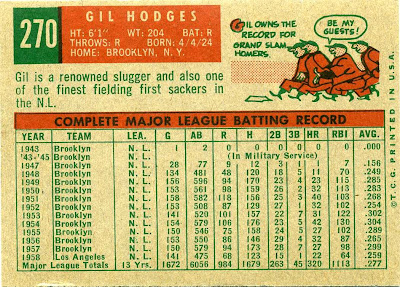 270
GIL HODGES
HT: 6'1" WT: 204 BAT: R
THROWS: R BORN: 4/4/24
HOME: BROOKLYN, N. Y.
Gil is a renowned slugger and also one
of the finest fielding first sackers in
the N.L.
GIL OWNS THE
RECORD FOR
GRAND SLAM
HOMERS.
BE MY
GUESTS!
COMPLETE MAJOR LEAGUE BATTING RECORD
YEAR TEAM LEA. G AB R H 2B 3B HR RBI AVG.
1943 Brooklyn N. L. 1 2 0 0 0 0 0 0 .000
'43-'45 Brooklyn N. L. (In Military Service)
1947 Brooklyn N. L. 28 77 9 12 3 1 1 7 .156
1948 Brooklyn N. L. 134 481 48 120 18 5 11 70 .249
1949 Brooklyn N. L. 156 596 94 170 23 4 23 115 .285
1950 Brooklyn N. L. 153 561 98 159 26 2 32 113 .283
1951 Brooklyn N. L. 158 582 118 156 25 3 40 103 .268
1952 Brooklyn N. L. 153 508 87 129 27 1 32 102 .254
1953 Brooklyn N. L. 141 520 101 157 22 7 31 122 .302
1954 Brooklyn N. L. 154 579 106 176 23 5 42 130 .304
1955 Brooklyn N. L. 150 546 75 158 24 5 27 102 .289
1956 Brooklyn N. L. 153 550 86 146 29 4 32 87 .265
1957 Brooklyn N. L. 150 579 94 173 28 7 27 98 .299
1958 Los Angeles N. L. 141 475 68 123 15 1 22 64 .259
Major League Totals 13 Yrs. 1672 6056 984 1679 263 45 320 1113 .277
© T.C.G. PRINTED IN U.S.A.